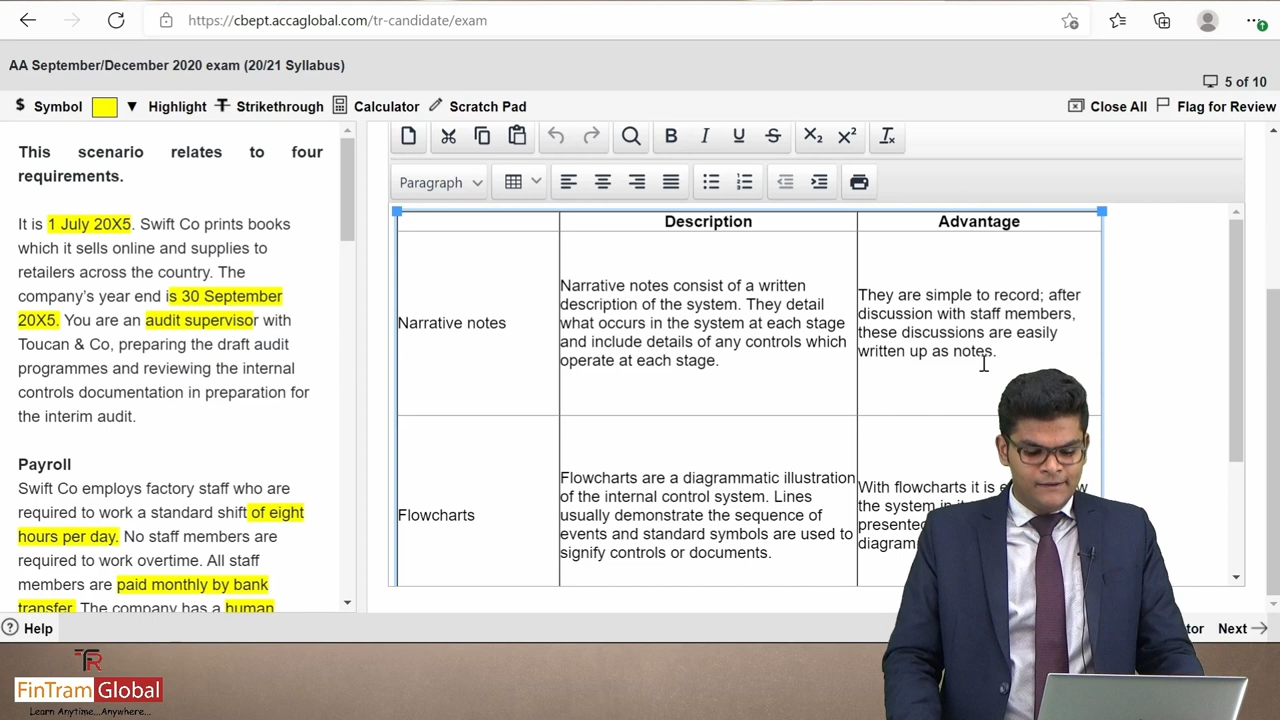 https://cbept.accaglobal.com/tr-candidate/exam
AA September/December 2020 exam (20/21 Syllabus)
5 of 10
$ Symbol Highlight Strikethrough Calculator Scratch Pad Close All Flag for Review
This scenario relates to four
requirements.
It is 1 July 20X5. Swift Co prints books
which it sells online and supplies to
retailers across the country. The
company's year end is 30 September
20X5. You are an audit supervisor with
Toucan & Co, preparing the draft audit
programmes and reviewing the internal
controls documentation in preparation for
the interim audit.
Payroll
Swift Co employs factory staff who are
required to work a standard shift of eight
hours per day. No staff members are
required to work overtime. All staff
members are paid monthly by bank
transfer. The company has a human
B I U S X₂ X² Ix
Paragraph
Description Advantage
Narrative notes
Narrative notes consist of a written
description of the system. They detail
what occurs in the system at each stage
and include details of any controls which
operate at each stage.
They are simple to record; after
discussion with staff members,
these discussions are easily
written up as notes.
Flowcharts
Flowcharts are a diagrammatic illustration
of the internal control system. Lines
usually demonstrate the sequence of
events and standard symbols are used to
signify controls or documents.
With flowcharts it is
the system in
presented
diagram
Help
Next
TR
FinTram Global
Learn Anytime...Anywhere...